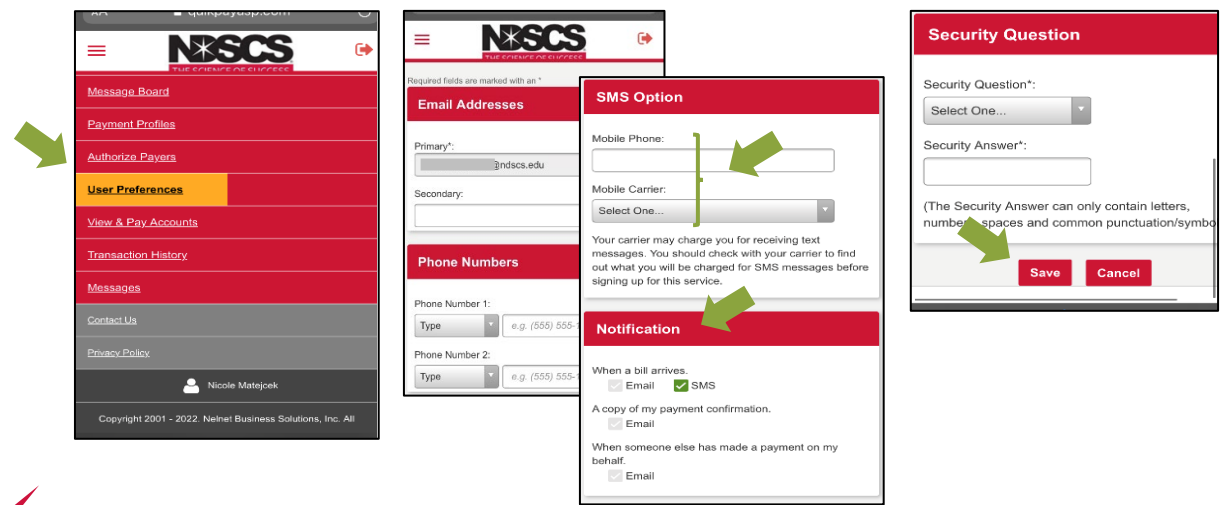 NDSCS
THE SCIENCE OF SUCCESS
Message Board
Payment Profiles
Authorize Payers
User Preferences
View & Pay Accounts
Transaction History
Messages
Contact Us
Privacy Policy
Nicole Matejcek
Copyright 2001 - 2022. Nelnet Business Solutions, Inc. All
NDSCS
THE SCIENCE OF SUCCESS
Required fields are marked with an *
Email Addresses
Primary*:
@ndscs.edu
Secondary:
Phone Numbers
Phone Number 1:
Type e.g. (555) 555-1
Phone Number 2:
Type e.g. (555) 555-1
SMS Option
Mobile Phone:
Mobile Carrier:
Select One...
Your carrier may charge you for receiving text
messages. You should check with your carrier to find
out what you will be charged for SMS messages before
signing up for this service.
Notification
When a bill arrives.
Email SMS
A copy of my payment confirmation.
Email
When someone else has made a payment on my
behalf.
Email
Security Question
Security Question*:
Select One...
Security Answer*:
(The Security Answer can only contain letters,
spaces and common punctuation/symbo
Save Cancel